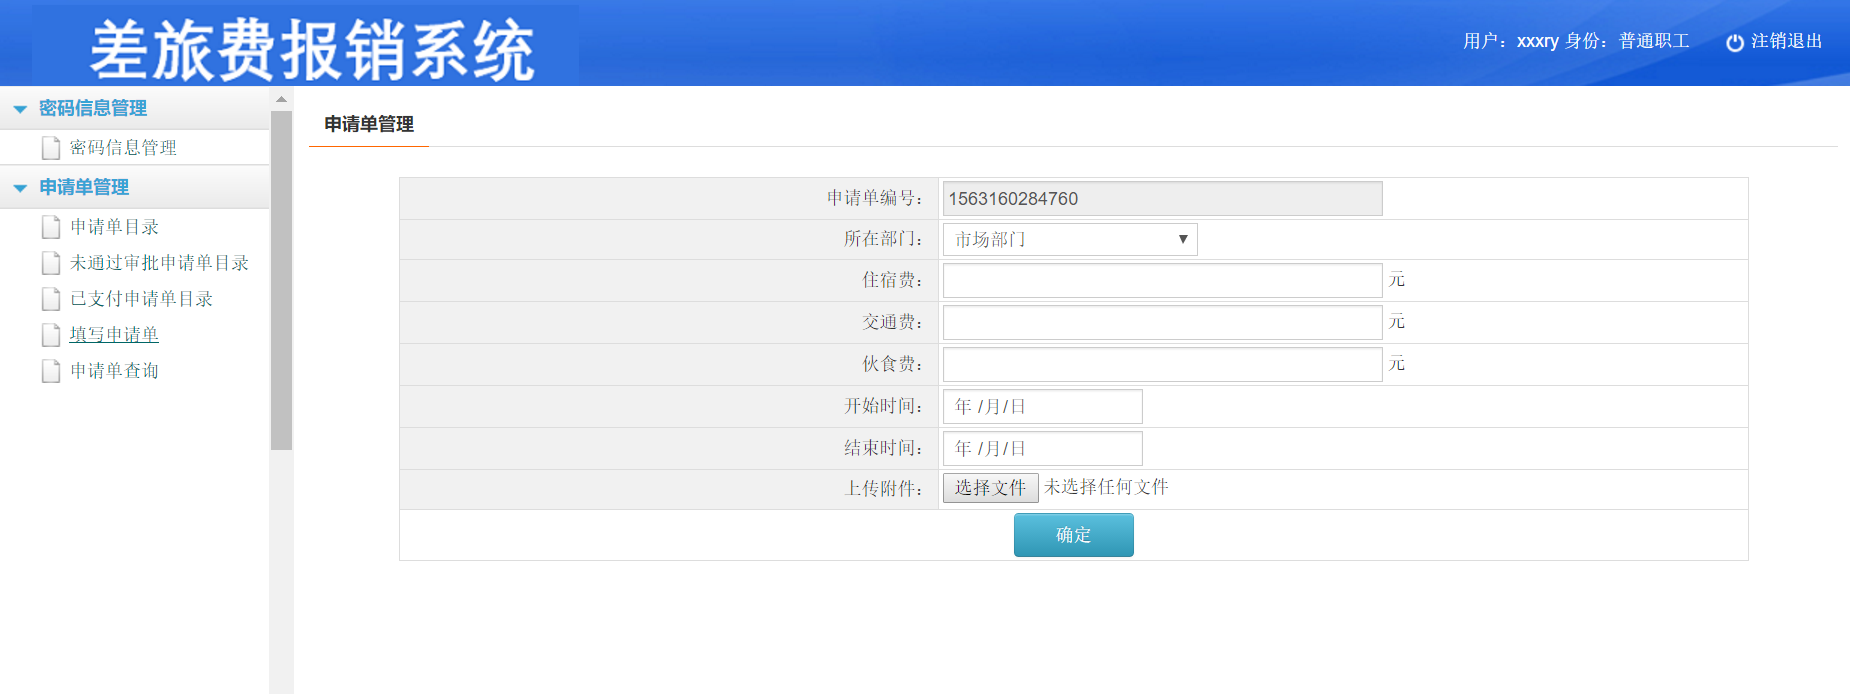 差旅费报销系统
用户：xxxry 身份：普通职工 注销退出
密码信息管理
密码信息管理
申请单管理
申请单目录
未通过审批申请单目录
已支付申请单目录
填写申请单
申请单查询
申请单管理
申请单编号： 1563160284760
所在部门： 市场部门
住宿费： 元
交通费： 元
伙食费： 元
开始时间： 年 /月/日
结束时间： 年 /月/日
上传附件： 选择文件 未选择任何文件
确定